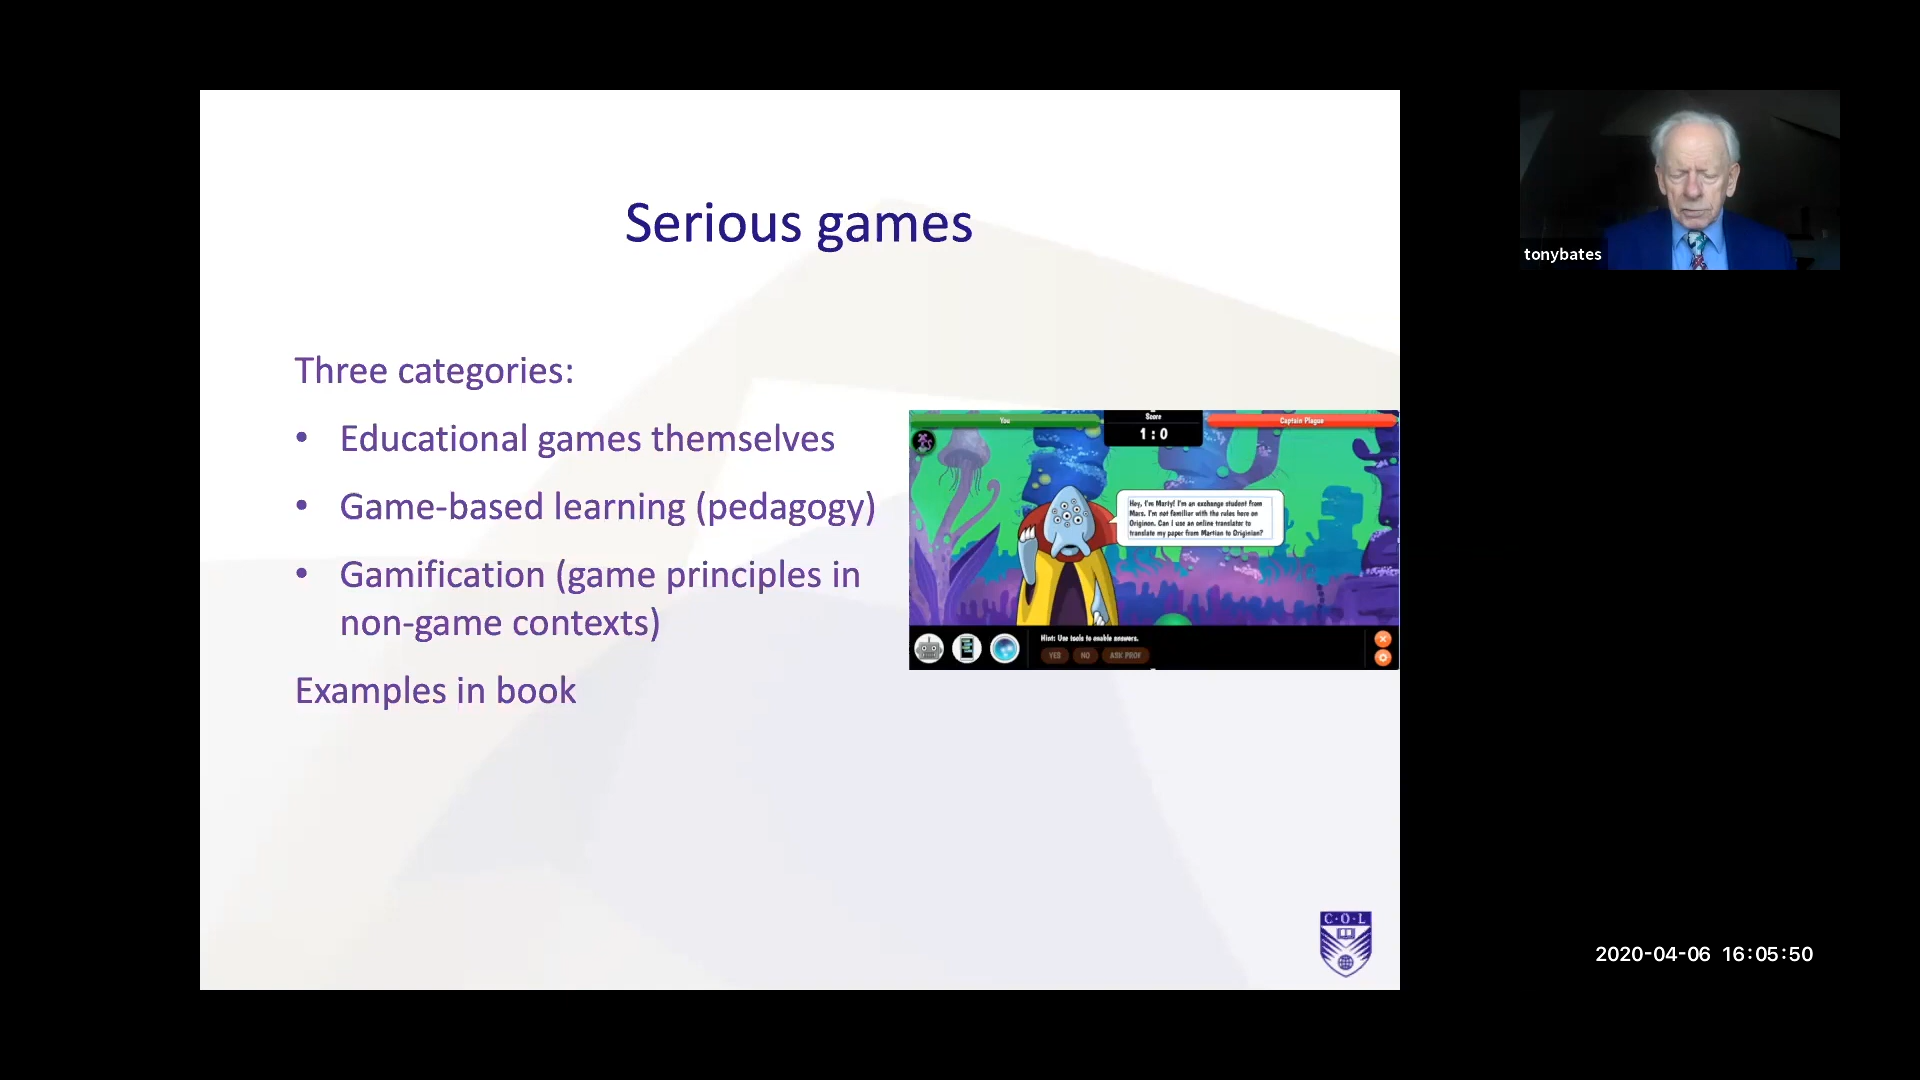 Serious games
Three categories:
• Educational games themselves
• Game-based learning (pedagogy)
• Gamification (game principles in
non-game contexts)
Examples in book
You
Score
1 : 0
Captain Plague
Hey, I'm Marty! I'm an exchange student from
Mars. I'm not familiar with the rules here on
Originon. Can I use an online translator to
translate my paper from Martian to Originian?
Hint: Use tools to enable answers.
YES
NO
ASK PROF
C·O·L
tonybates
2020-04-06 16:05:50